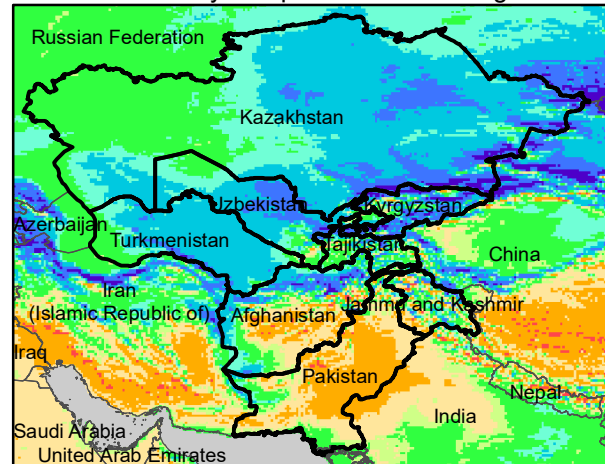 Russian Federation
Kazakhstan
Uzbekistan
Kyrgyzstan
Azerbaijan
Turkmenistan
Tajikistan
China
Iran
(Islamic Republic of)
Afghanistan
Jammu and Kashmir
Iraq
Pakistan
Nepal
India
Saudi Arabia
United Arab Emirates